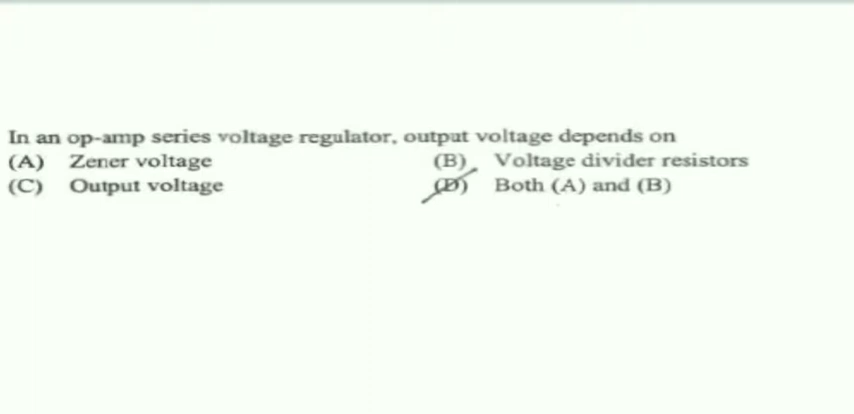 In an op-amp series voltage regulator, output voltage depends on
(A) Zener voltage (B) Voltage divider resistors
(C) Output voltage (D) Both (A) and (B)